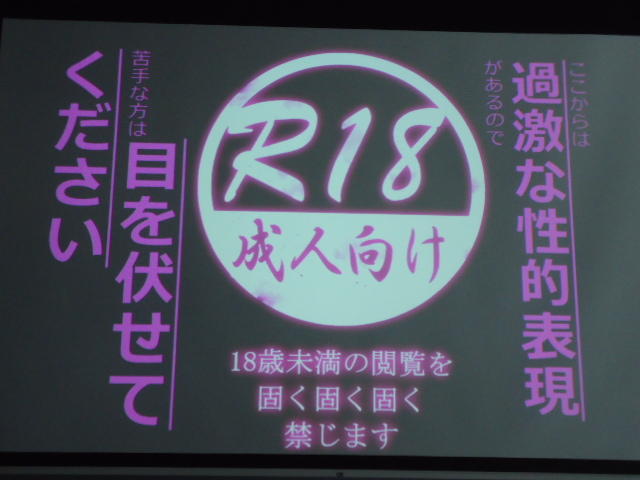 ここからは
過激な性的表現
があるので
苦手な方は
目を伏せて
ください
R18
成人向け
18歳未満の閲覧を
固く固く固く
禁じます